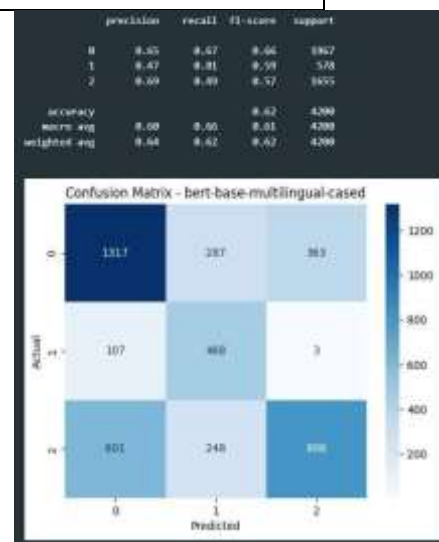 precision recall f1-score support
0 0.65 0.67 0.66 1967
1 0.47 0.81 0.59 578
2 0.69 0.49 0.57 1655
accuracy 0.62 4200
macro avg 0.60 0.66 0.61 4200
weighted avg 0.64 0.62 0.62 4200
Confusion Matrix - bert-base-multilingual-cased
1317 287 363
107 468 3
601 248 806
0
1
2
Actual
0 1 2
Predicted
1200
1000
800
600
400
200